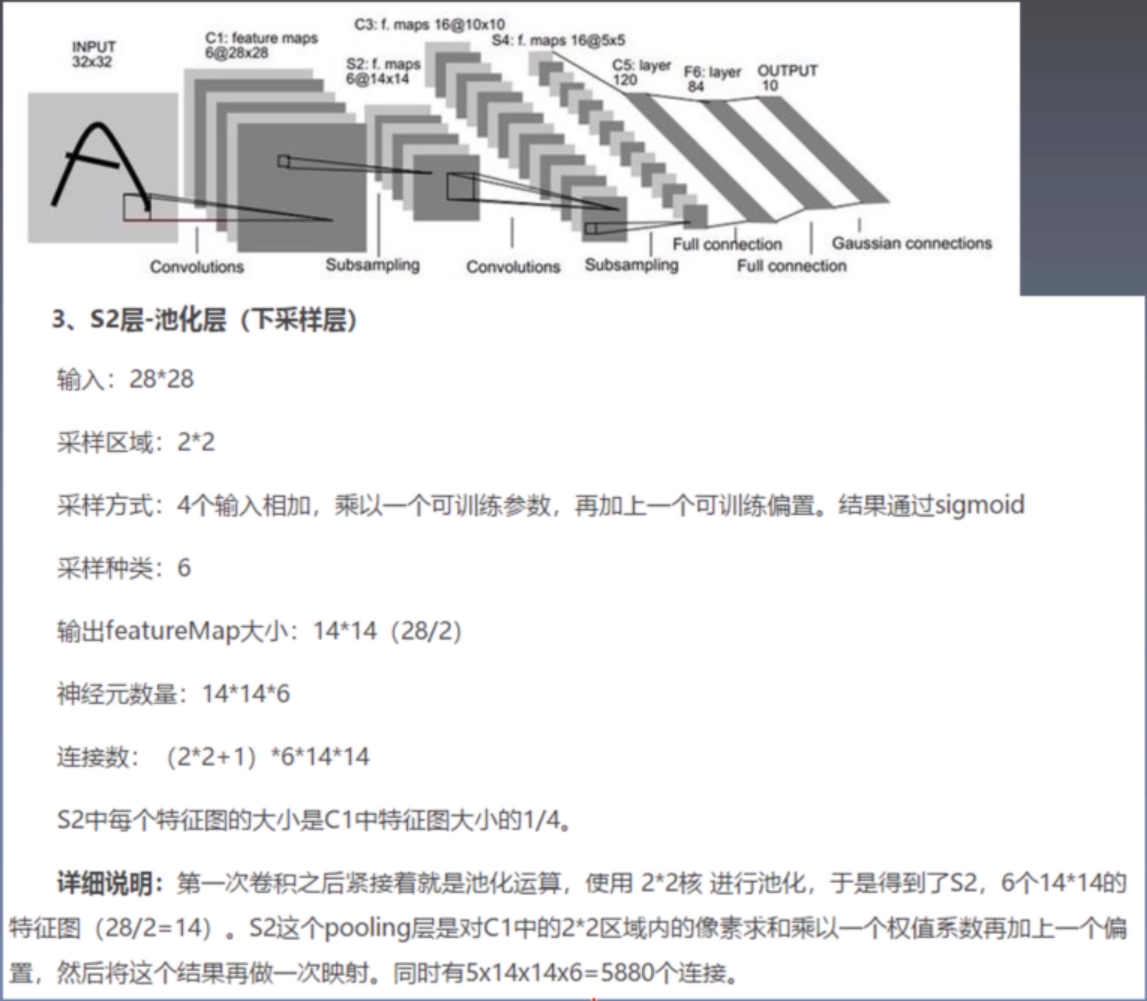 C3: f. maps 16@10x10
C1: feature maps
6@28x28
S4: f. maps 16@5x5
INPUT
32x32
S2: f. maps
6@14x14
C5: layer
120
F6: layer
84
OUTPUT
10
Full connection
Gaussian connections
Convolutions
Subsampling
Convolutions
Subsampling
Full connection
3、S2层-池化层（下采样层）
输入：28*28
采样区域：2*2
采样方式：4个输入相加，乘以一个可训练参数，再加上一个可训练偏置。结果通过sigmoid
采样种类：6
输出featureMap大小：14*14（28/2）
神经元数量：14*14*6
连接数：（2*2+1）*6*14*14
S2中每个特征图的大小是C1中特征图大小的1/4。
详细说明：第一次卷积之后紧接着就是池化运算，使用 2*2核 进行池化，于是得到了S2，6个14*14的
特征图（28/2=14）。S2这个pooling层是对C1中的2*2区域内的像素求和乘以一个权值系数再加上一个偏
置，然后将这个结果再做一次映射。同时有5x14x14x6=5880个连接。